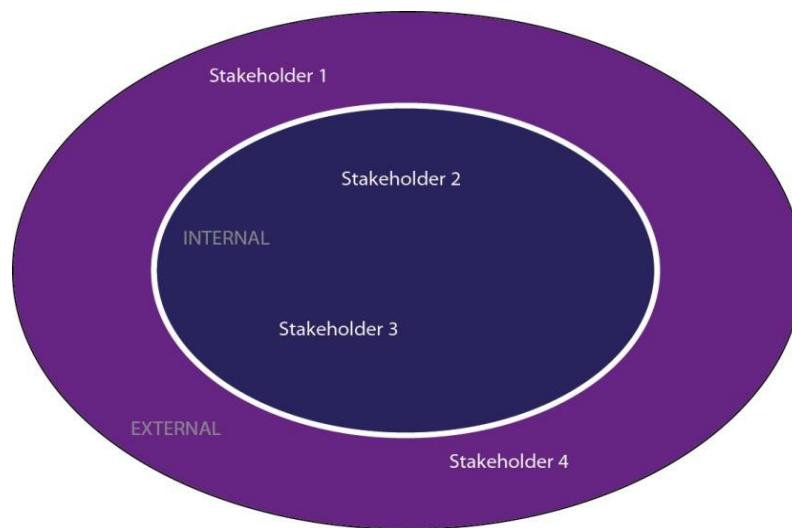 Stakeholder 1
Stakeholder 2
INTERNAL
Stakeholder 3
EXTERNAL
Stakeholder 4